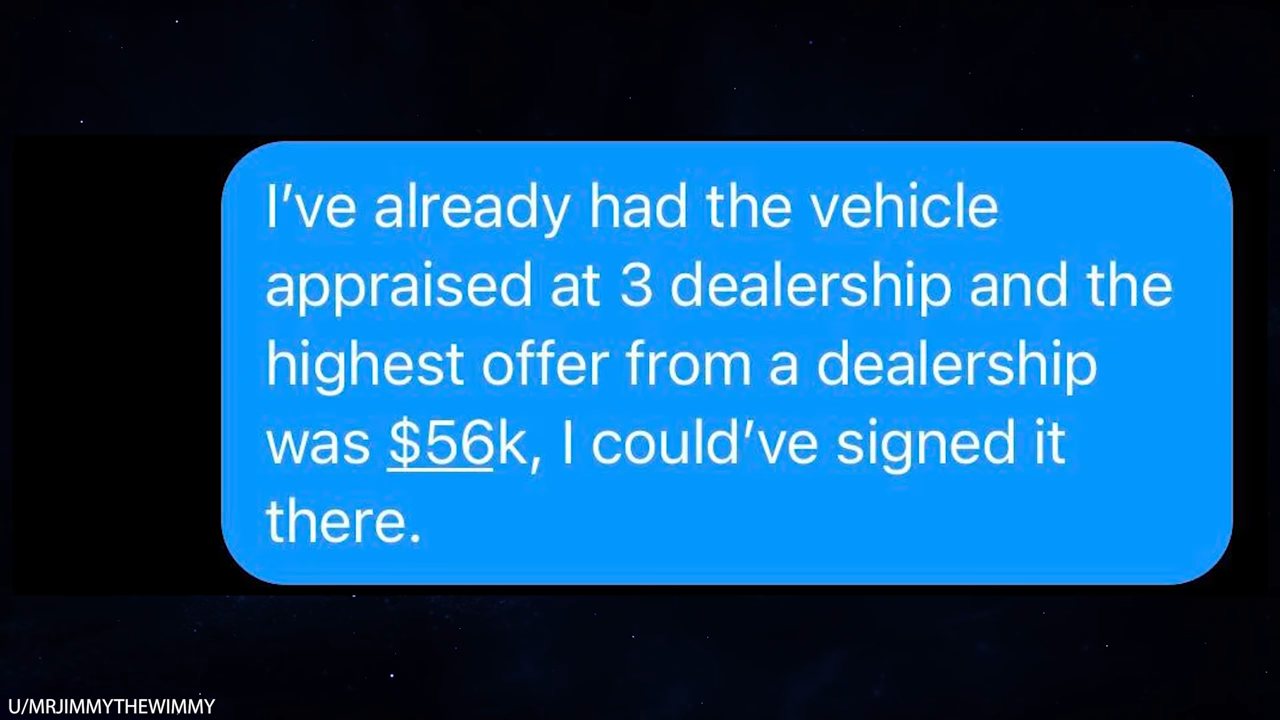 I’ve already had the vehicle
appraised at 3 dealership and the
highest offer from a dealership
was $56k, I could’ve signed it
there.
U/MRJIMMYTHEWIMMY